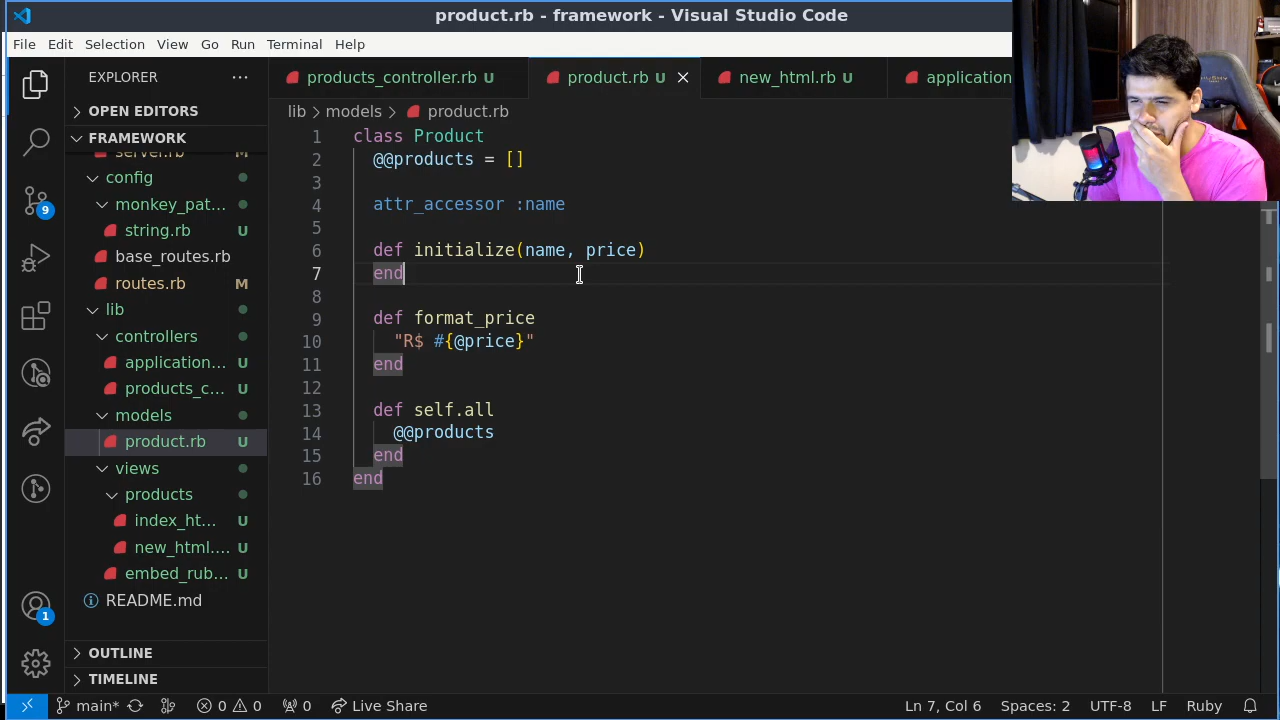 product.rb - framework - Visual Studio Code
File Edit Selection View Go Run Terminal Help
EXPLORER ...
products_controller.rb U
product.rb U
new_html.rb U
application
OPEN EDITORS
lib > models > product.rb
FRAMEWORK
server.rb M
config
monkey_pat...
string.rb U
base_routes.rb
routes.rb M
lib
controllers
application... U
products_c... U
models
product.rb U
views
products
index_ht... U
new_html.... U
embed_rub... U
README.md
OUTLINE
TIMELINE
9
1
1 class Product
2 @@products = []
3
4 attr_accessor :name
5
6 def initialize(name, price)
7 end
8
9 def format_price
10 "R$ #{@price}"
11 end
12
13 def self.all
14 @@products
15 end
16 end
main* 0 0 0 Live Share Ln 7, Col 6 Spaces: 2 UTF-8 LF Ruby